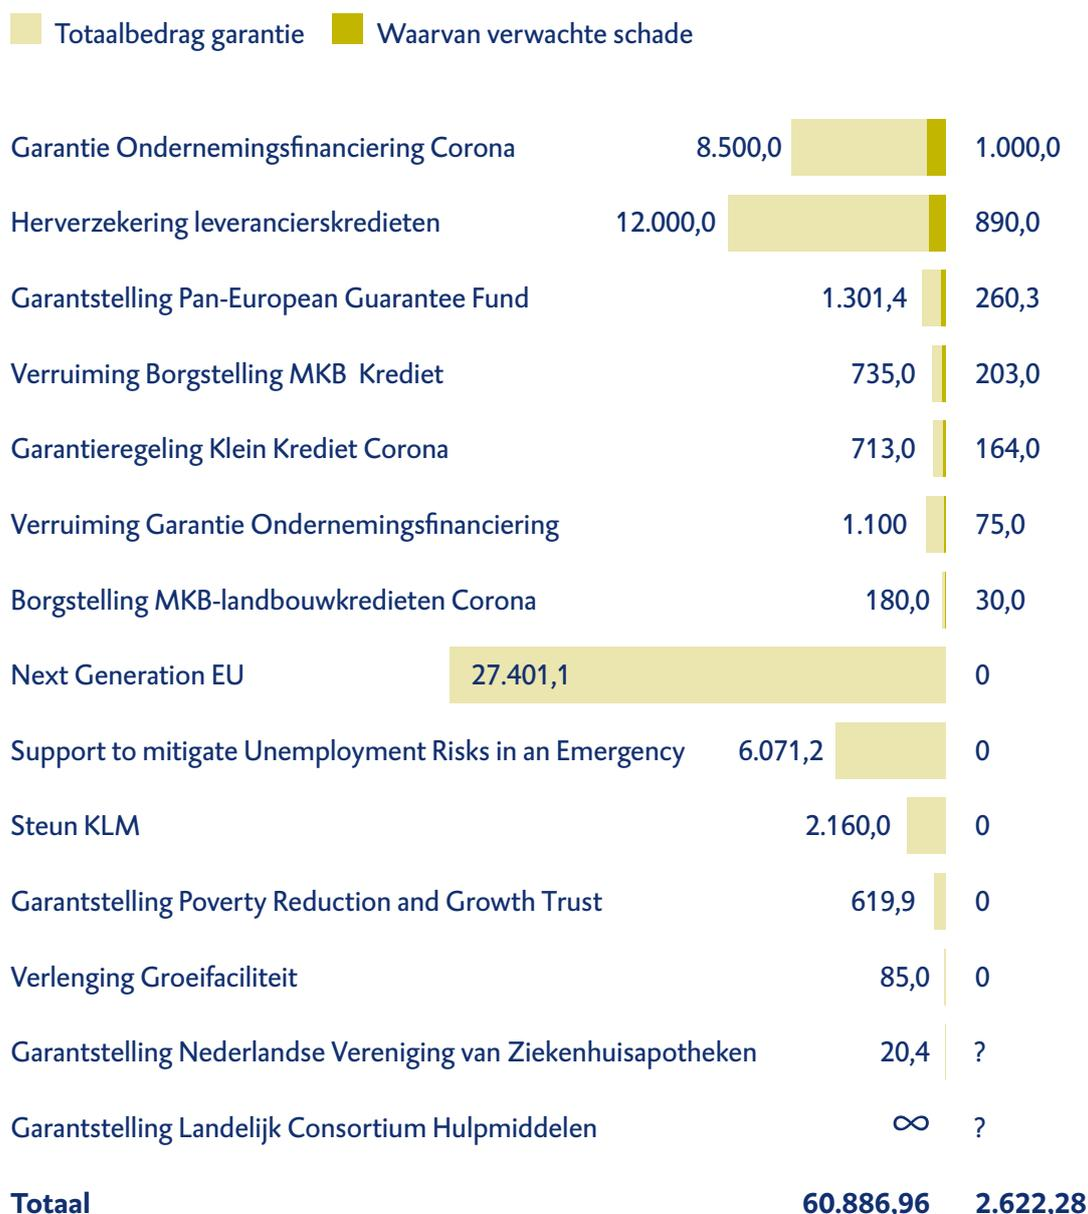 Totaalbedrag garantie Waarvan verwachte schade
Garantie Ondernemingsfinanciering Corona 8.500,0 1.000,0
Herverzekering leverancierskredieten 12.000,0 890,0
Garantstelling Pan-European Guarantee Fund 1.301,4 260,3
Verruiming Borgstelling MKB Krediet 735,0 203,0
Garantieregeling Klein Krediet Corona 713,0 164,0
Verruiming Garantie Ondernemingsfinanciering 1.100 75,0
Borgstelling MKB-landbouwkredieten Corona 180,0 30,0
Next Generation EU 27.401,1 0
Support to mitigate Unemployment Risks in an Emergency 6.071,2 0
Steun KLM 2.160,0 0
Garantstelling Poverty Reduction and Growth Trust 619,9 0
Verlenging Groeifaciliteit 85,0 0
Garantstelling Nederlandse Vereniging van Ziekenhuisapotheken 20,4 ?
Garantstelling Landelijk Consortium Hulpmiddelen ∞ ?
Totaal 60.886,96 2.622,28